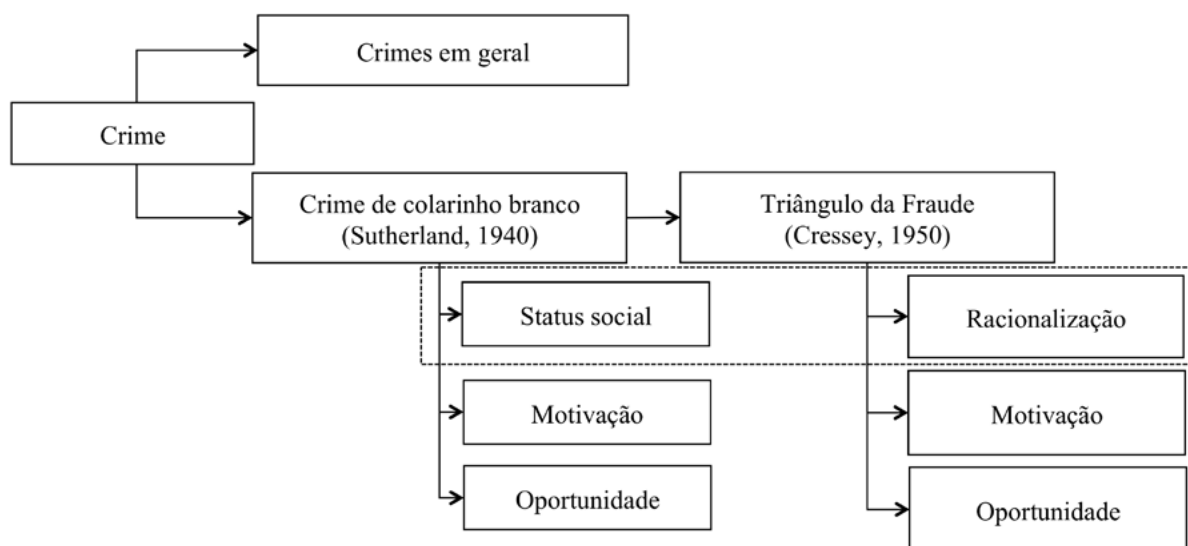 Crimes em geral
Crime
Crime de colarinho branco
(Sutherland, 1940)
Triângulo da Fraude
(Cressey, 1950)
Status social
Racionalização
Motivação
Motivação
Oportunidade
Oportunidade